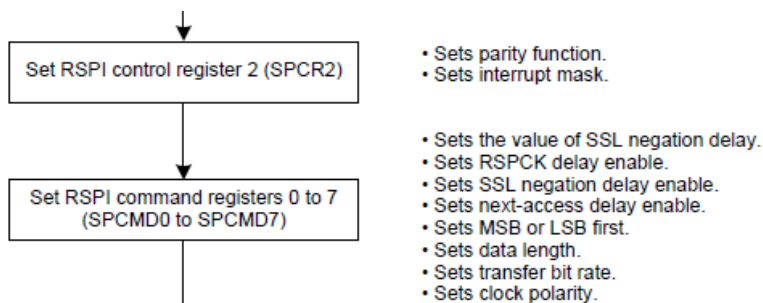 Set RSPI control register 2 (SPCR2)
• Sets parity function.
• Sets interrupt mask.
Set RSPI command registers 0 to 7
(SPCMD0 to SPCMD7)
• Sets the value of SSL negation delay.
• Sets RSPCK delay enable.
• Sets SSL negation delay enable.
• Sets next-access delay enable.
• Sets MSB or LSB first.
• Sets data length.
• Sets transfer bit rate.
• Sets clock polarity.